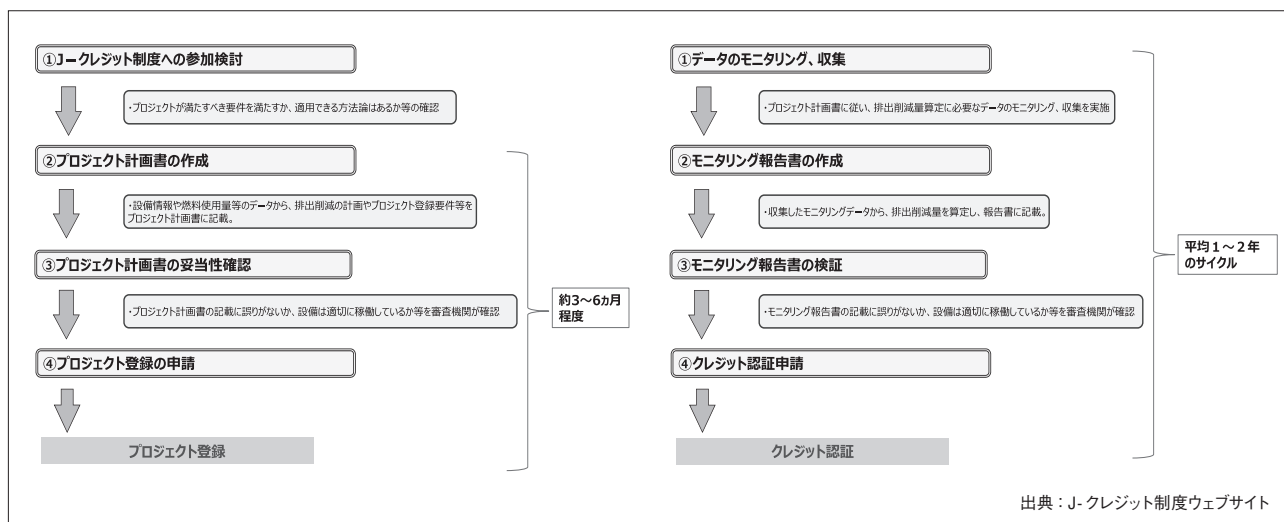 ①J－クレジット制度への参加検討
・プロジェクトが満たすべき要件を満たすか、適用できる方法論はあるか等の確認
②プロジェクト計画書の作成
・設備情報や燃料使用量等のデータから、排出削減の計画やプロジェクト登録要件等を
プロジェクト計画書に記載。
③プロジェクト計画書の妥当性確認
・プロジェクト計画書の記載に誤りがないか、設備は適切に稼働しているか等を審査機関が確認
④プロジェクト登録の申請
プロジェクト登録
約3～6ヵ月
程度
①データのモニタリング、収集
・プロジェクト計画書に従い、排出削減量算定に必要なデータのモニタリング、収集を実施
②モニタリング報告書の作成
・収集したモニタリングデータから、排出削減量を算定し、報告書に記載。
③モニタリング報告書の検証
・モニタリング報告書の記載に誤りがないか、設備は適切に稼働しているか等を審査機関が確認
④クレジット認証申請
クレジット認証
平均１～２年
のサイクル
出典：J-クレジット制度ウェブサイト